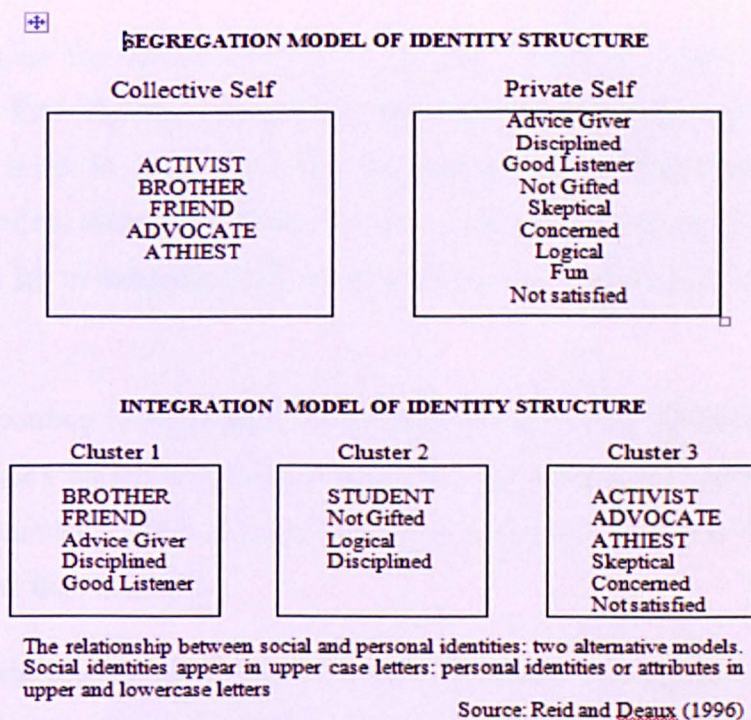 SEGREGATION MODEL OF IDENTITY STRUCTURE
Collective Self
ACTIVIST
BROTHER
FRIEND
ADVOCATE
ATHIEST
Private Self
Advice Giver
Disciplined
Good Listener
Not Gifted
Skeptical
Concerned
Logical
Fun
Not satisfied
INTEGRATION MODEL OF IDENTITY STRUCTURE
Cluster 1
BROTHER
FRIEND
Advice Giver
Disciplined
Good Listener
Cluster 2
STUDENT
Not Gifted
Logical
Disciplined
Cluster 3
ACTIVIST
ADVOCATE
ATHIEST
Skeptical
Concerned
Not satisfied
The relationship between social and personal identities: two alternative models.
Social identities appear in upper case letters; personal identities or attributes in
upper and lowercase letters
Source: Reid and Deaux (1996)